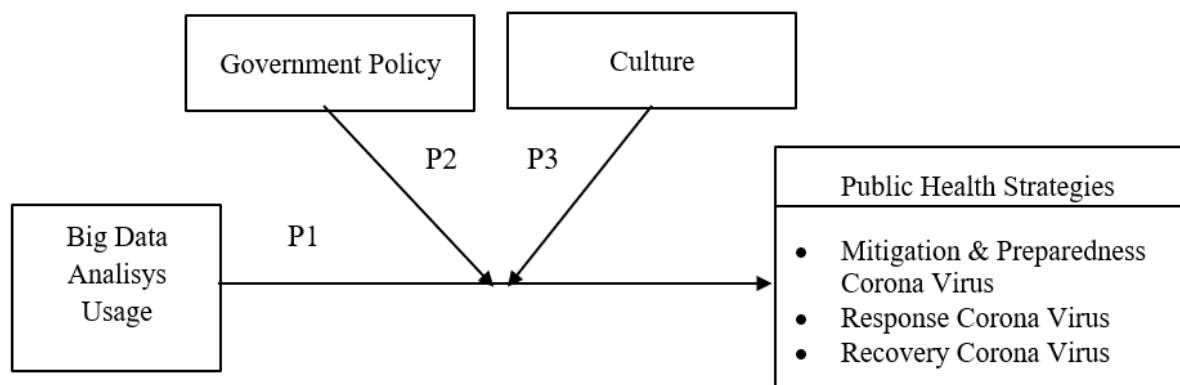 Government Policy
Culture
P2
P3
Public Health Strategies
Big Data
Analisys
Usage
P1
• Mitigation & Preparedness
Corona Virus
• Response Corona Virus
• Recovery Corona Virus